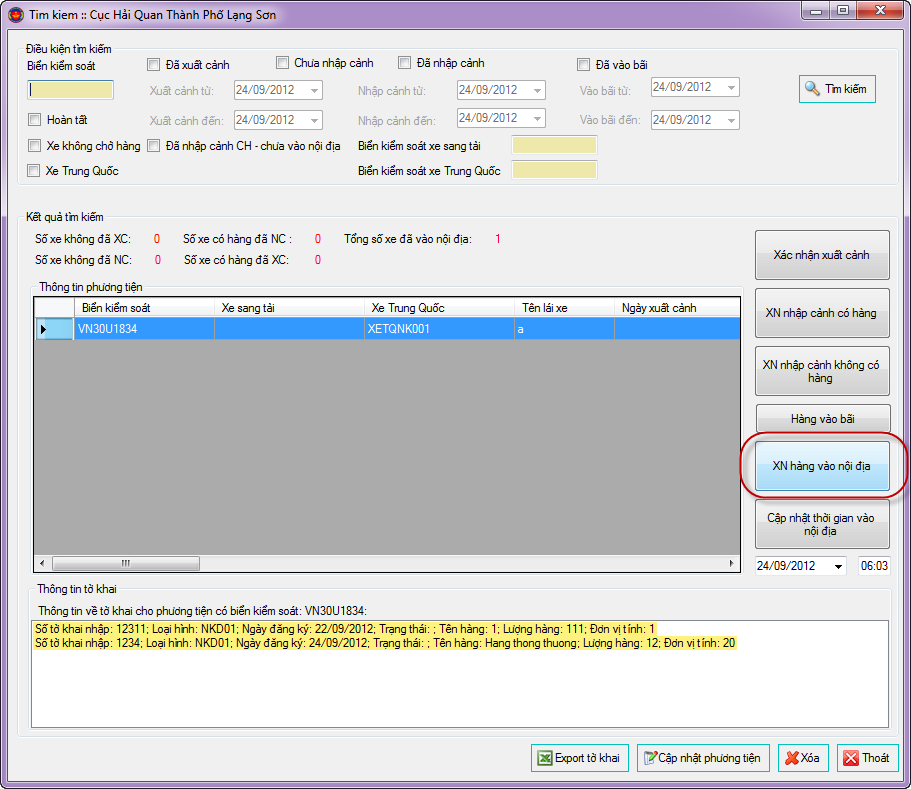 Tim kiem :: Cục Hải Quan Thành Phố Lạng Sơn
Điều kiện tìm kiếm
Biển kiểm soát
Đã xuất cảnh
Chưa nhập cảnh
Đã nhập cảnh
Đã vào bãi
Xuất cảnh từ: 24/09/2012
Nhập cảnh từ: 24/09/2012
Vào bãi từ: 24/09/2012
Tìm kiếm
Hoàn tất
Xuất cảnh đến: 24/09/2012
Nhập cảnh đến: 24/09/2012
Vào bãi đến: 24/09/2012
Xe không chở hàng
Đã nhập cảnh CH - chưa vào nội địa
Biển kiểm soát xe sang tải
Xe Trung Quốc
Biển kiểm soát xe Trung Quốc
Kết quả tìm kiếm
Số xe không đã XC: 0
Số xe có hàng đã NC : 0
Tổng số xe đã vào nội địa: 1
Số xe không đã NC: 0
Số xe có hàng đã XC: 0
Thông tin phương tiện
Biển kiểm soát Xe sang tải Xe Trung Quốc Tên lái xe Ngày xuất cảnh
VN30U1834 XETQNK001 a
Xác nhận xuất cảnh
XN nhập cảnh có hàng
XN nhập cảnh không có
hàng
Hàng vào bãi
XN hàng vào nội địa
Cập nhật thời gian vào
nội địa
24/09/2012 06:03
Thông tin tờ khai
Thông tin về tờ khai cho phương tiện có biển kiểm soát: VN30U1834:
Số tờ khai nhập: 12311; Loại hình: NKD01; Ngày đăng ký: 22/09/2012; Trạng thái: ; Tên hàng: 1; Lượng hàng: 111; Đơn vị tính: 1
Số tờ khai nhập: 1234; Loại hình: NKD01; Ngày đăng ký: 24/09/2012; Trạng thái: ; Tên hàng: Hang thong thuong; Lượng hàng: 12; Đơn vị tính: 20
Export tờ khai
Cập nhật phương tiện
Xóa
Thoát